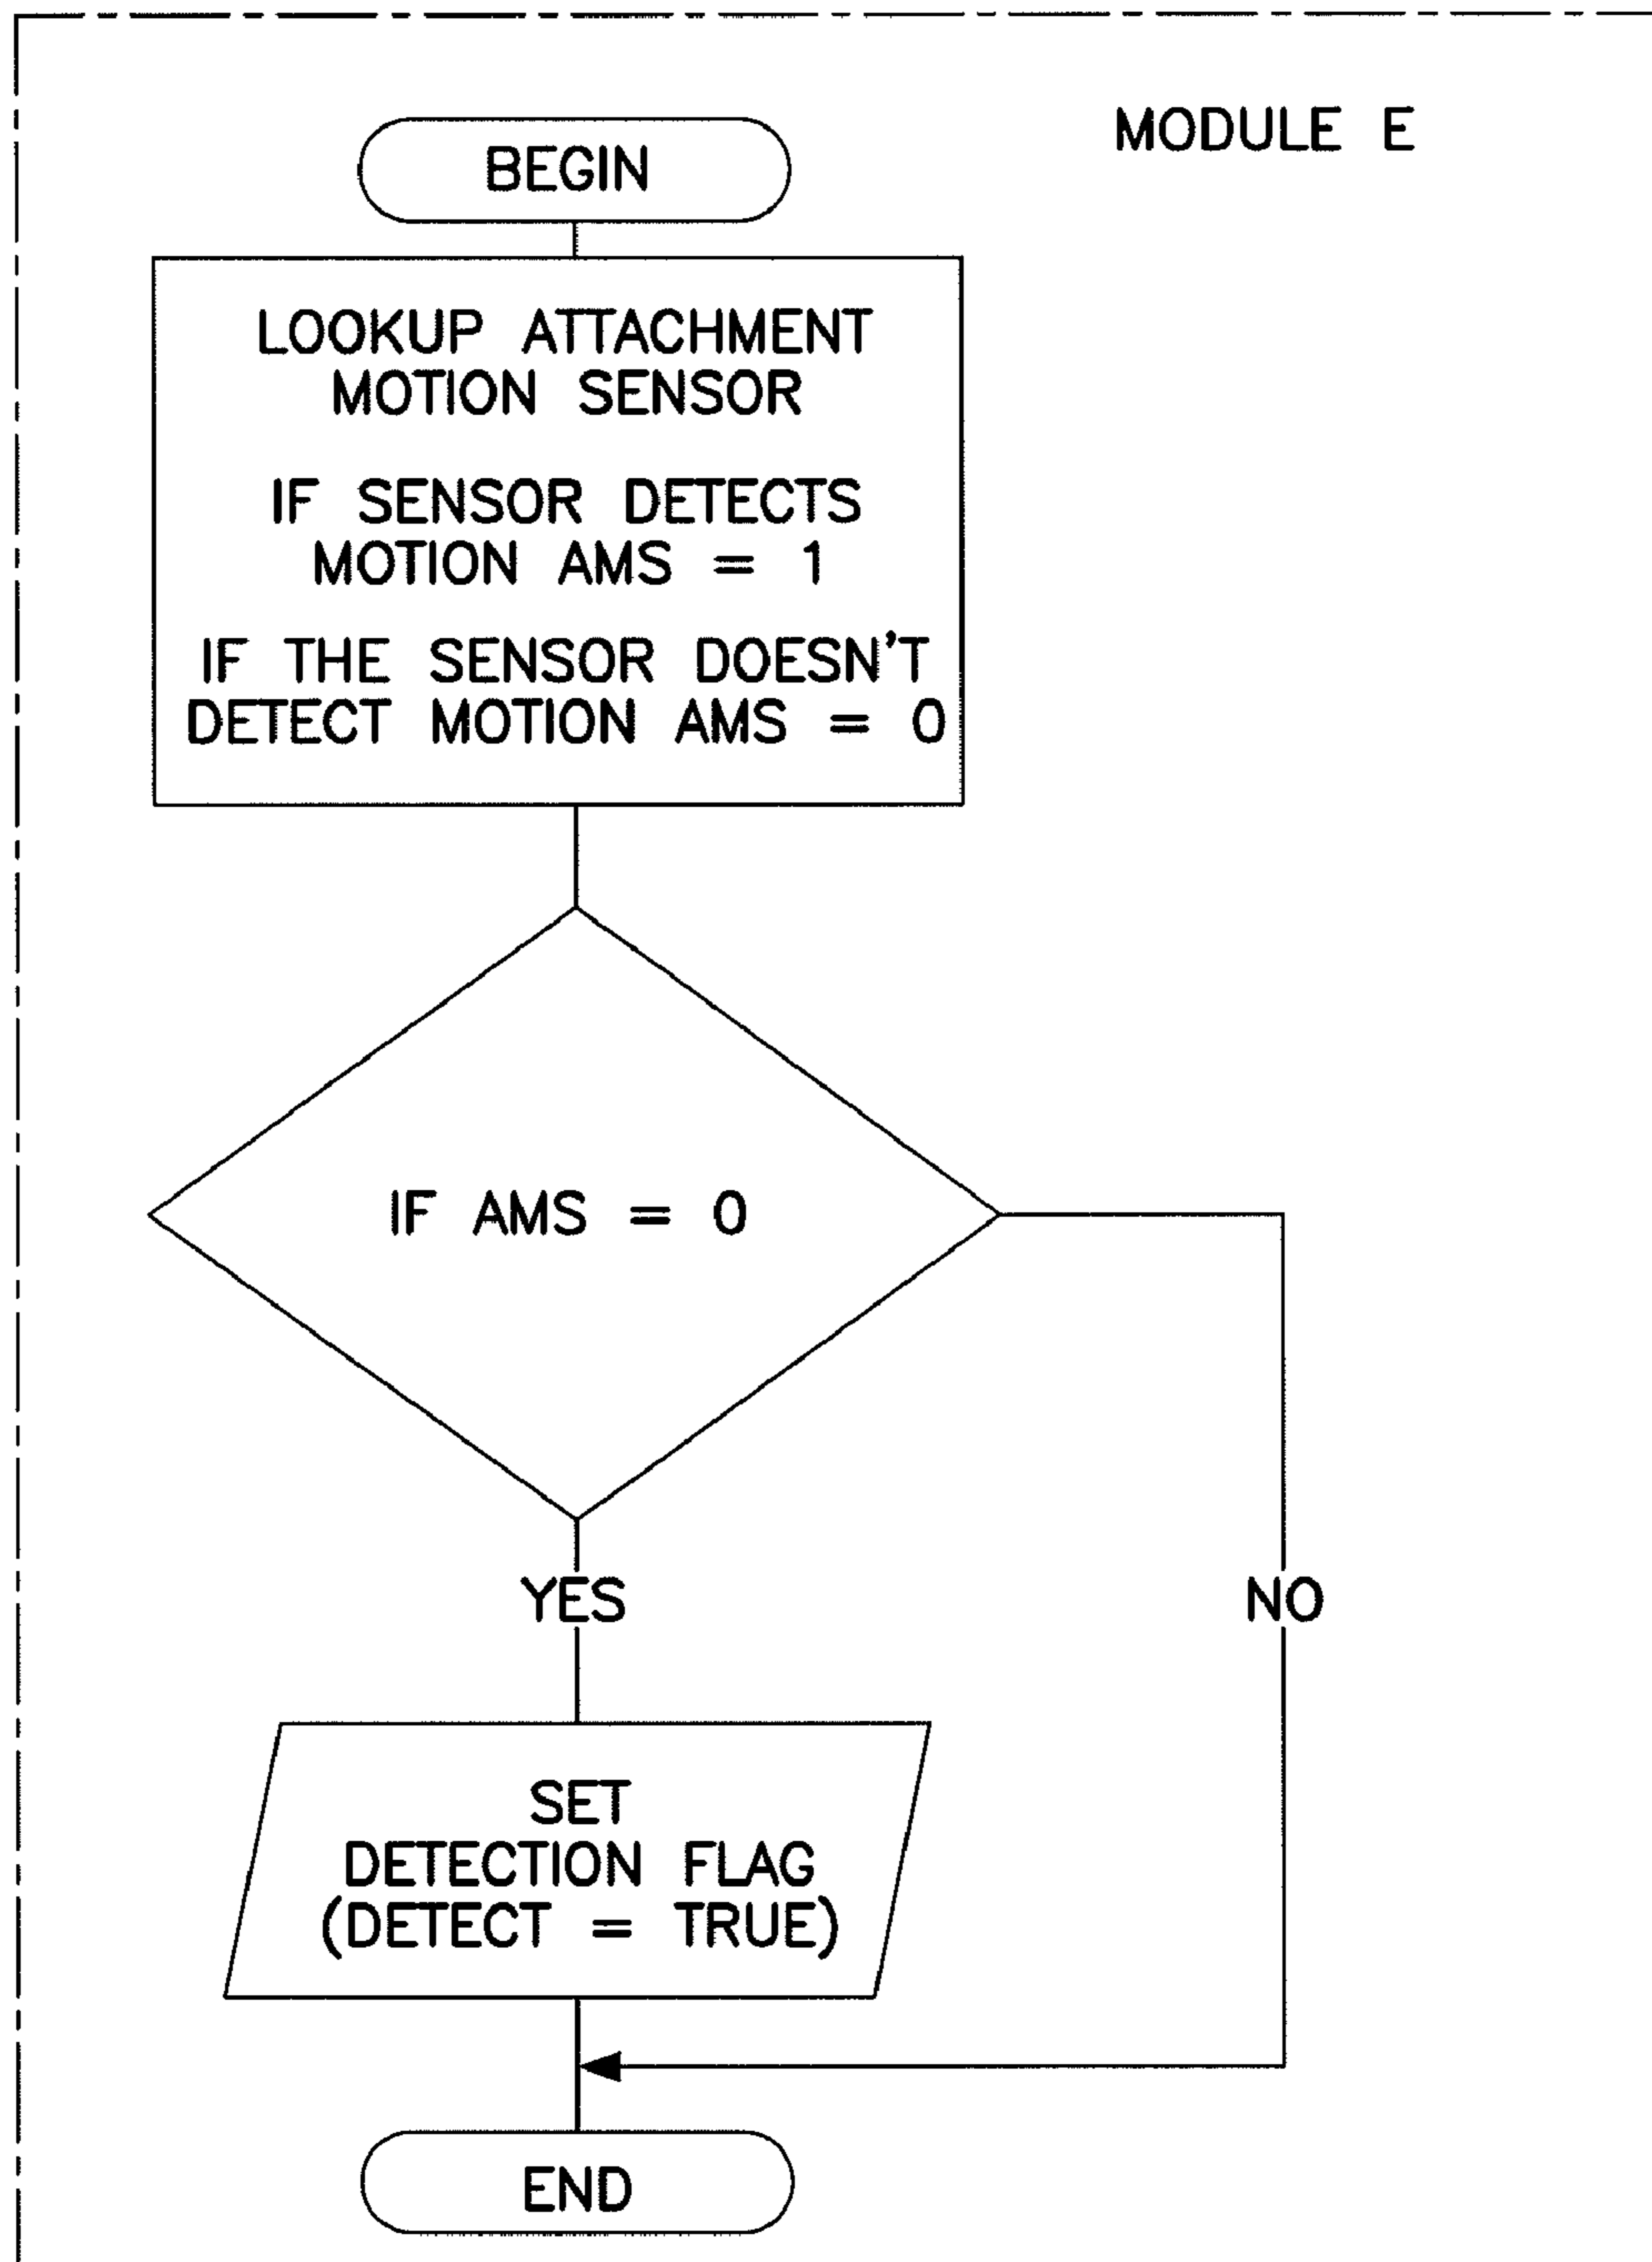 MODULE E
BEGIN
LOOKUP ATTACHMENT
MOTION SENSOR
IF SENSOR DETECTS
MOTION AMS = 1
IF THE SENSOR DOESN'T
DETECT MOTION AMS = 0
IF AMS = 0
YES
NO
SET
DETECTION FLAG
(DETECT = TRUE)
END